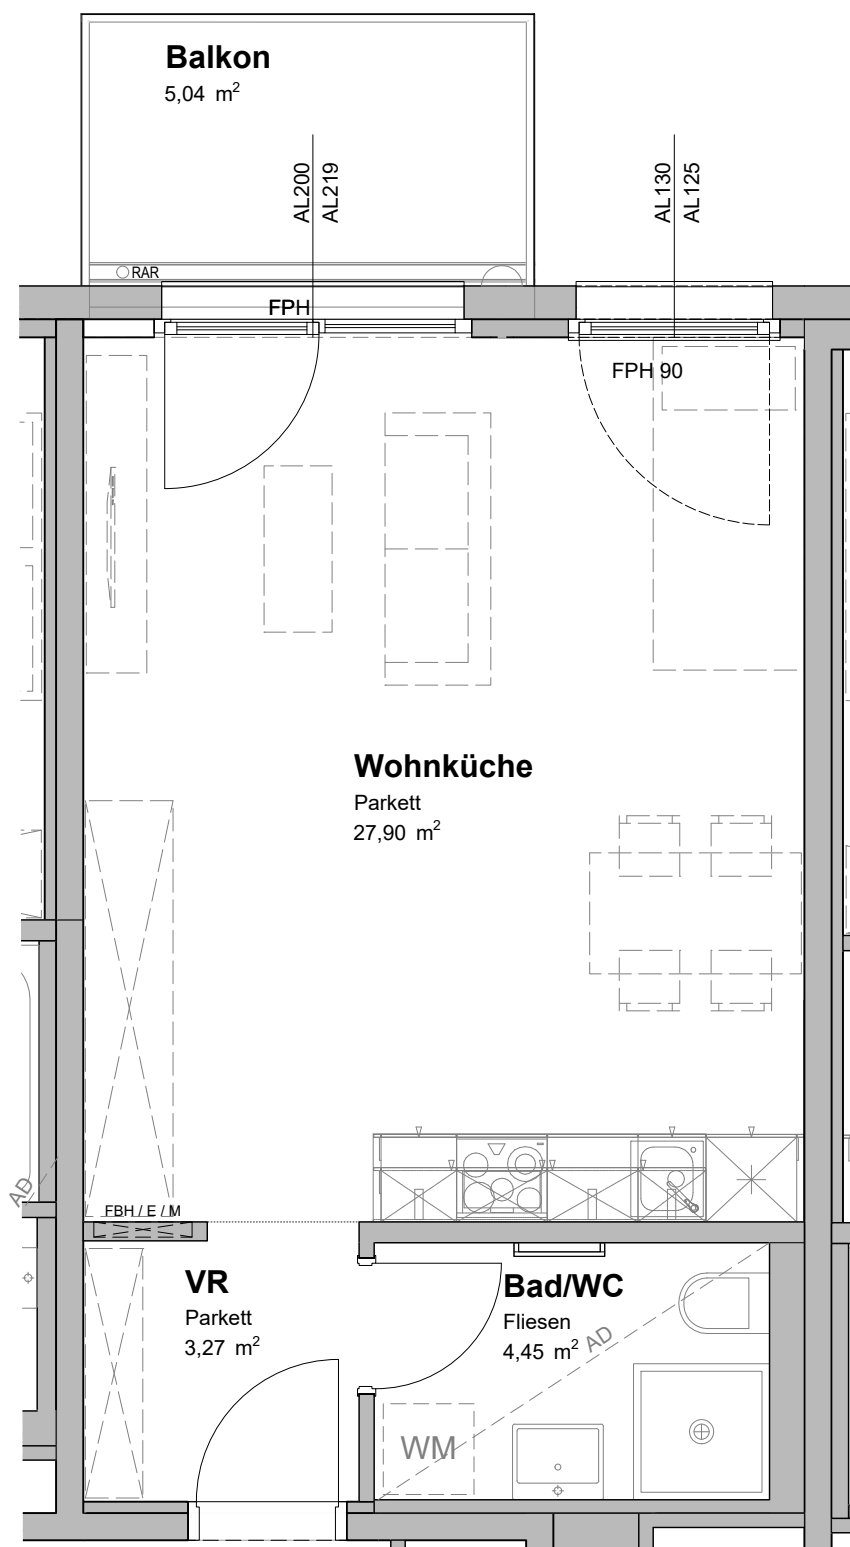 Balkon
5,04 m²
AL200
AL219
AL130
AL125
RAR
FPH
FPH 90
Wohnküche
Parkett
27,90 m²
AD
FBH / E / M
VR
Parkett
3,27 m²
Bad/WC
Fliesen
4,45 m²
AD
WM